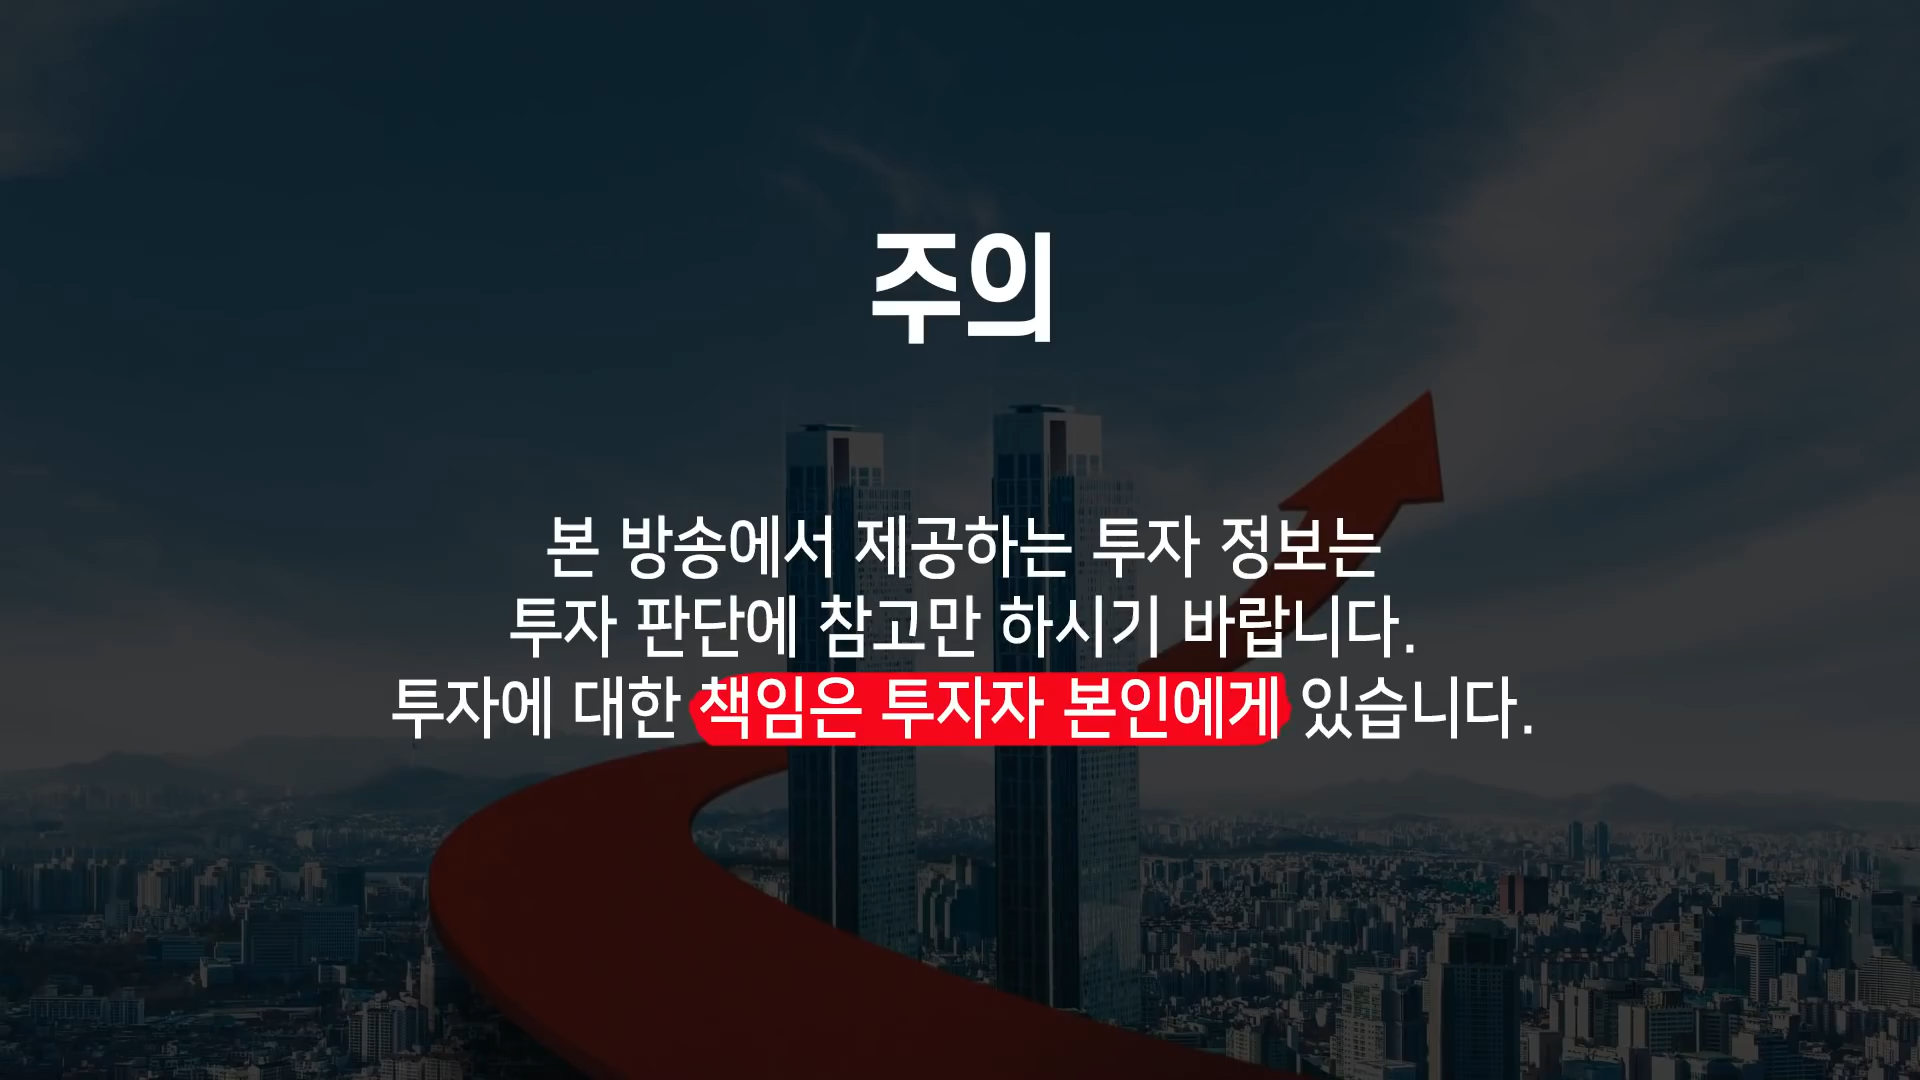 주의
본 방송에서 제공하는 투자 정보는
투자 판단에 참고만 하시기 바랍니다.
투자에 대한 책임은 투자자 본인에게 있습니다.